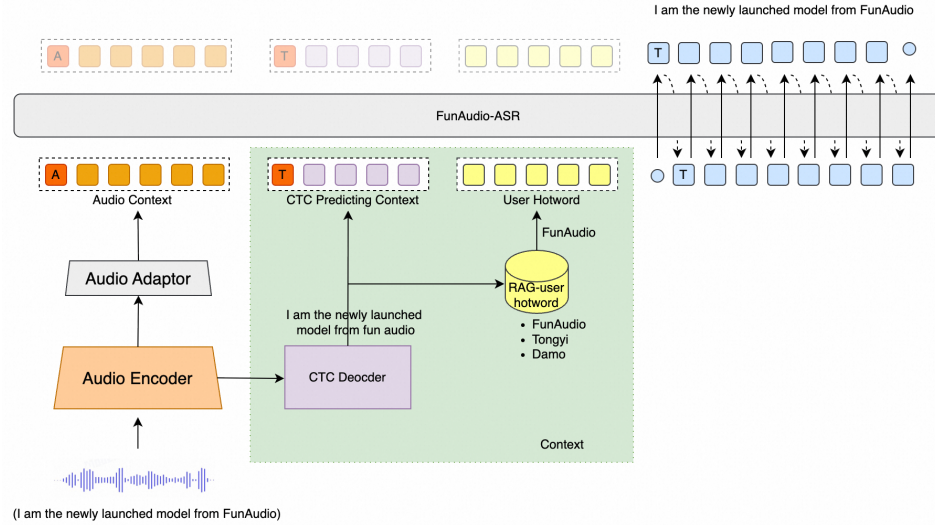 I am the newly launched model from FunAudio
A
T
T
FunAudio-ASR
A
T
T
Audio Context
CTC Predicting Context
User Hotword
FunAudio
Audio Adaptor
RAG-user
hotword
I am the newly launched
model from fun audio
• FunAudio
• Tongyi
• Damo
Audio Encoder
CTC Deocder
Context
(I am the newly launched model from FunAudio)